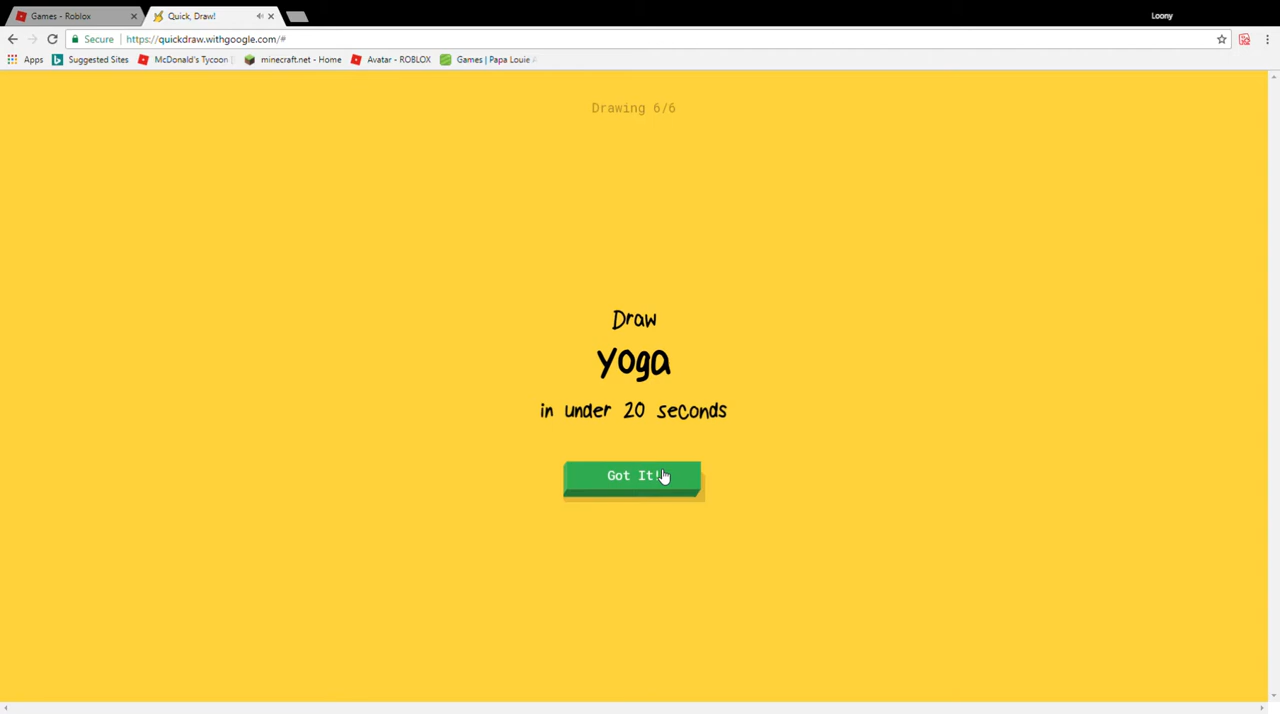 Games - Roblox
Quick, Draw!
Loony
Secure https://quickdraw.withgoogle.com/#
Apps Suggested Sites McDonald's Tycoon minecraft.net - Home Avatar - ROBLOX Games | Papa Louie
Drawing 6/6
Draw
yoga
in under 20 seconds
Got It!